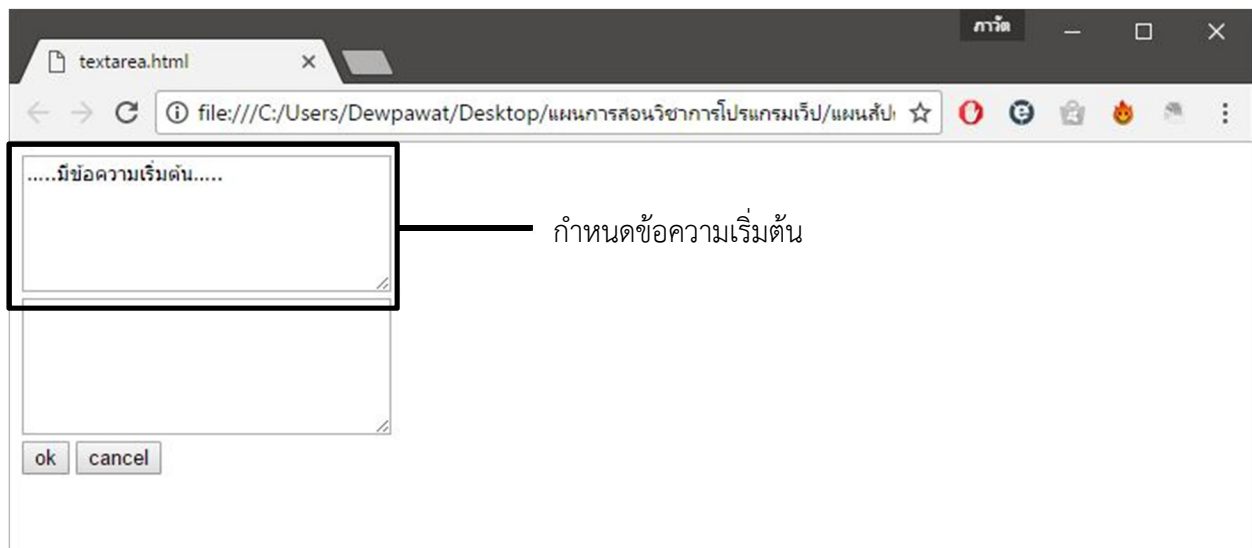 ภาวัต
textarea.html
file:///C:/Users/Dewpawat/Desktop/แผนการสอนวิชาการโปรแกรมเว็ป/แผนสัป
.....มีข้อความเริ่มต้น.....
กำหนดข้อความเริ่มต้น
ok cancel